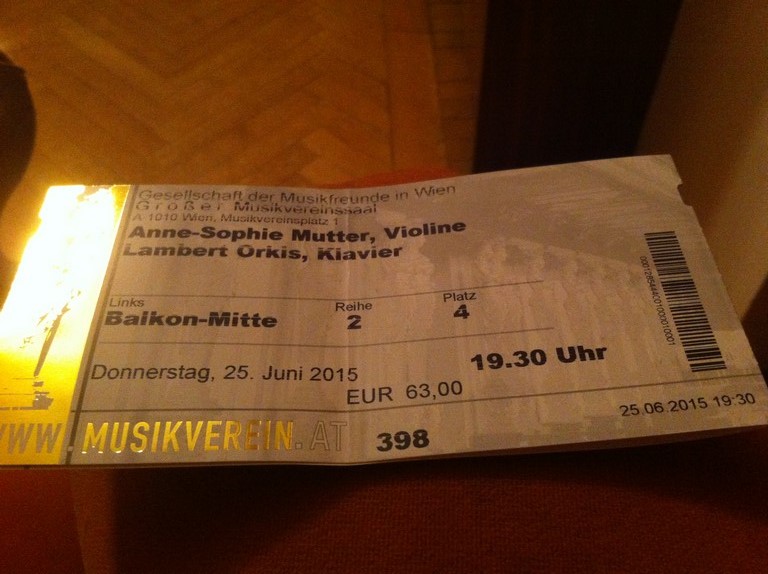 Gesellschaft der Musikfreunde in Wien
Großer Musikvereinssaal
A 1010 Wien, Musikvereinsplatz 1
Anne-Sophie Mutter, Violine
Lambert Orkis, Klavier
Links Reihe Platz
Balkon-Mitte 2 4
Donnerstag, 25. Juni 2015 19.30 Uhr
EUR 63,00
25.06.2015 19:30
WWW.MUSIKVEREIN.AT 398